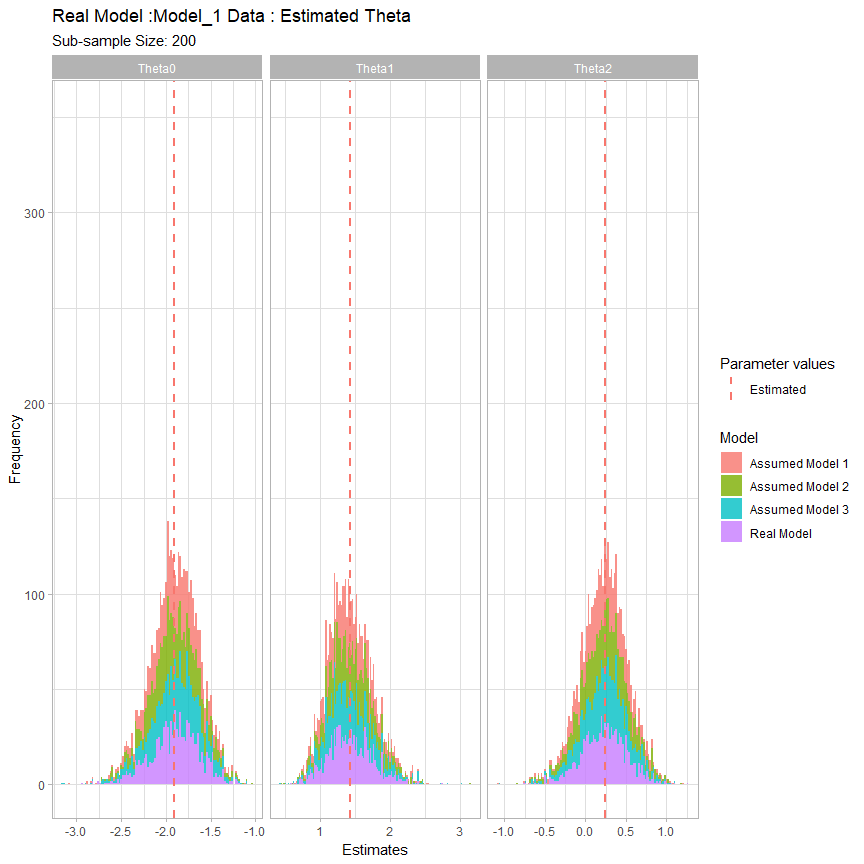 Real Model :Model_1 Data : Estimated Theta
Sub-sample Size: 200
Theta0 Theta1 Theta2
300
200
100
0
Frequency
-3.0 -2.5 -2.0 -1.5 -1.0 1 2 3 -1.0 -0.5 0.0 0.5 1.0
Estimates
Parameter values
Estimated
Model
Assumed Model 1
Assumed Model 2
Assumed Model 3
Real Model